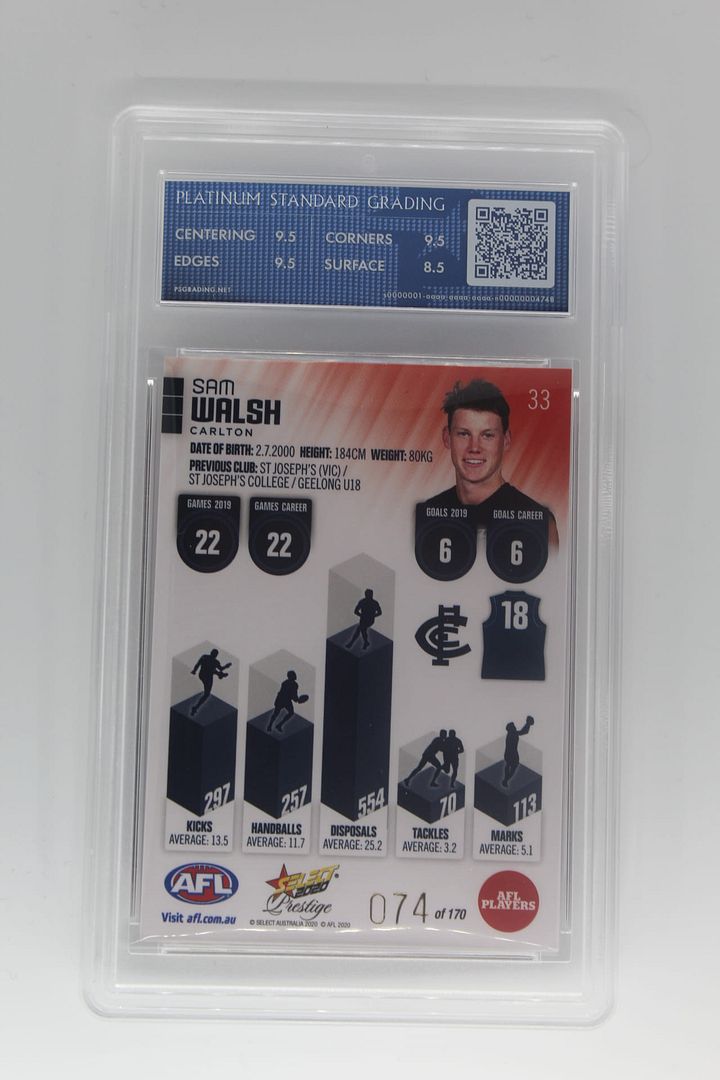 PLATINUM STANDARD GRADING
CENTERING 9.5 CORNERS 9.5
EDGES 9.5 SURFACE 8.5
PSGRADING.NET
SAM
WALSH
CARLTON
33
DATE OF BIRTH: 2.7.2000 HEIGHT: 184CM WEIGHT: 80KG
PREVIOUS CLUB: ST JOSEPH'S (VIC) /
ST JOSEPH'S COLLEGE / GEELONG U18
GAMES 2019 GAMES CAREER GOALS 2019 GOALS CAREER
22 22 6 6
CFC
18
297 257 554 70 113
KICKS HANDBALLS DISPOSALS TACKLES MARKS
AVERAGE: 13.5 AVERAGE: 11.7 AVERAGE: 25.2 AVERAGE: 3.2 AVERAGE: 5.1
AFL
Visit afl.com.au
SELECT
2020
Prestige
© SELECT AUSTRALIA 2020 © AFL 2020
074 of 170
AFL
PLAYERS